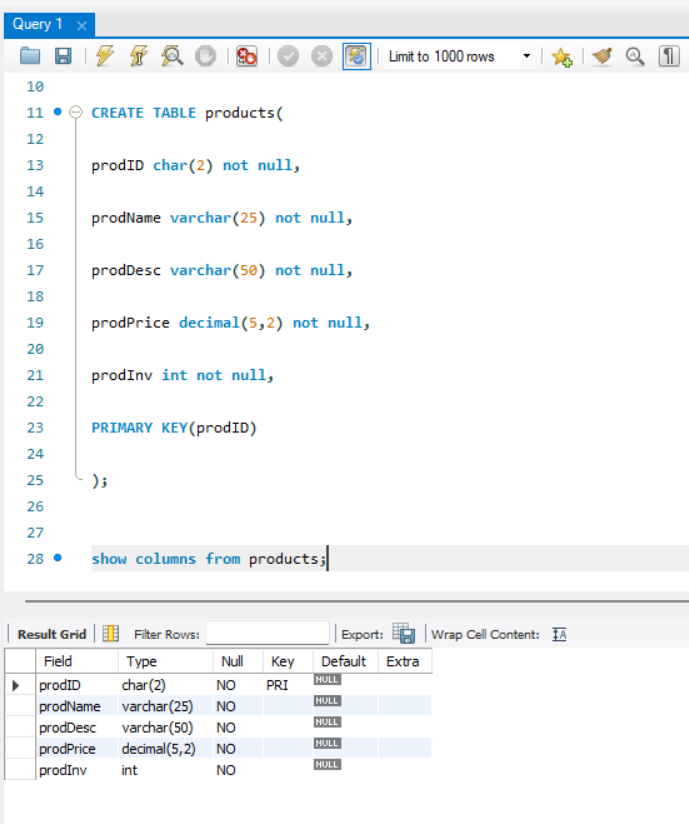 Query 1
Limit to 1000 rows
10
11 CREATE TABLE products(
12
13 prodID char(2) not null,
14
15 prodName varchar(25) not null,
16
17 prodDesc varchar(50) not null,
18
19 prodPrice decimal(5,2) not null,
20
21 prodInv int not null,
22
23 PRIMARY KEY(prodID)
24
25 );
26
27
28 show columns from products;
Result Grid Filter Rows: Export: Wrap Cell Content: IA
Field Type Null Key Default Extra
prodID char(2) NO PRI NULL
prodName varchar(25) NO NULL
prodDesc varchar(50) NO NULL
prodPrice decimal(5,2) NO NULL
prodInv int NO NULL